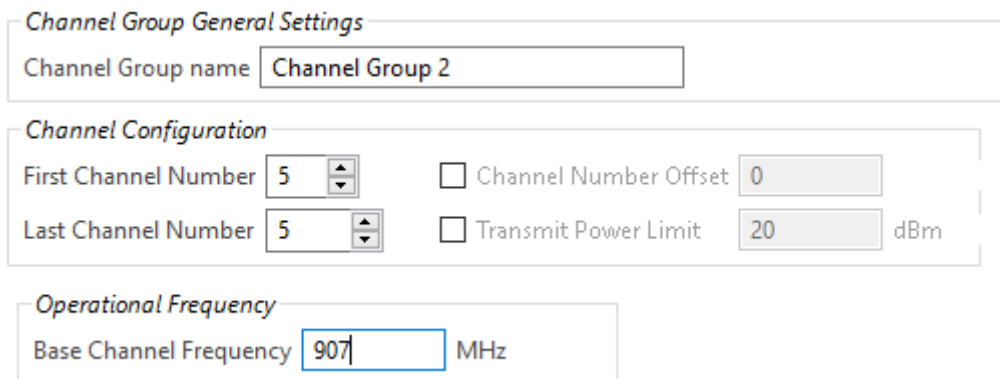 Channel Group General Settings
Channel Group name Channel Group 2
Channel Configuration
First Channel Number 5 Channel Number Offset 0
Last Channel Number 5 Transmit Power Limit 20 dBm
Operational Frequency
Base Channel Frequency 907 MHz